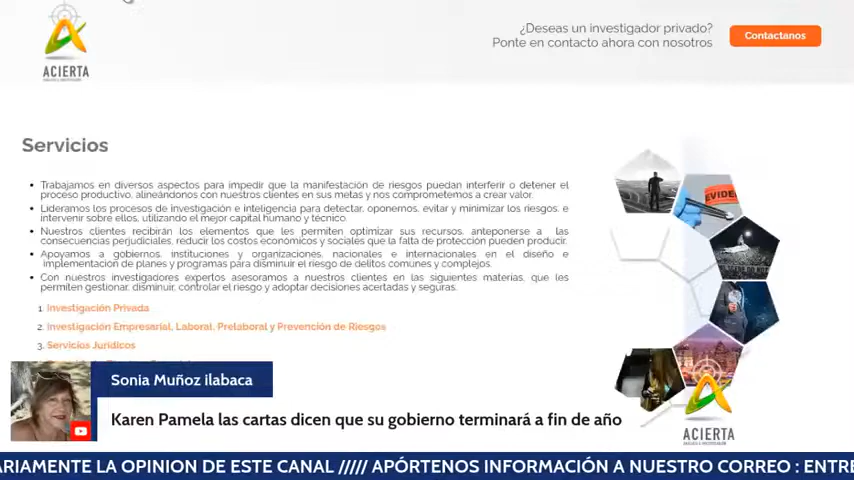 ¿Deseas un investigador privado?
Ponte en contacto ahora con nosotros
Contactanos
ACIERTA
Servicios
Trabajamos en diversos aspectos para impedir que la manifestación de riesgos puedan interferir o detener el
proceso productivo, alineándonos con nuestros clientes en sus metas y nos comprometemos a crear valor.
Lideramos los procesos de investigación e inteligencia para detectar, oponernos, evitar y minimizar los riesgos, e
intervenir sobre ellos, utilizando el mejor capital humano y técnico.
Nuestros clientes recibirán los elementos que les permiten optimizar sus recursos, anteponerse a las
consecuencias perjudiciales, reducir los costos económicos y sociales que la falta de protección pueden producir.
Apoyamos a gobiernos, instituciones y organizaciones, nacionales e internacionales en el diseño e
implementación de planes y programas para disminuir el riesgo de delitos comunes y complejos.
Con nuestros investigadores expertos asesoramos a nuestros clientes en las siguientes materias, que les
permiten gestionar, disminuir, controlar el riesgo y adoptar decisiones acertadas y seguras.
1. Investigación Privada
2. Investigación Empresarial, Laboral, Prelaboral y Prevención de Riesgos
3. Servicios Jurídicos
EVIDE
ACIERTA
Sonia Muñoz ilabaca
Karen Pamela las cartas dicen que su gobierno terminará a fin de año
ARIAMENTE LA OPINION DE ESTE CANAL ///// APÓRTENOS INFORMACIÓN A NUESTRO CORREO : ENTRE